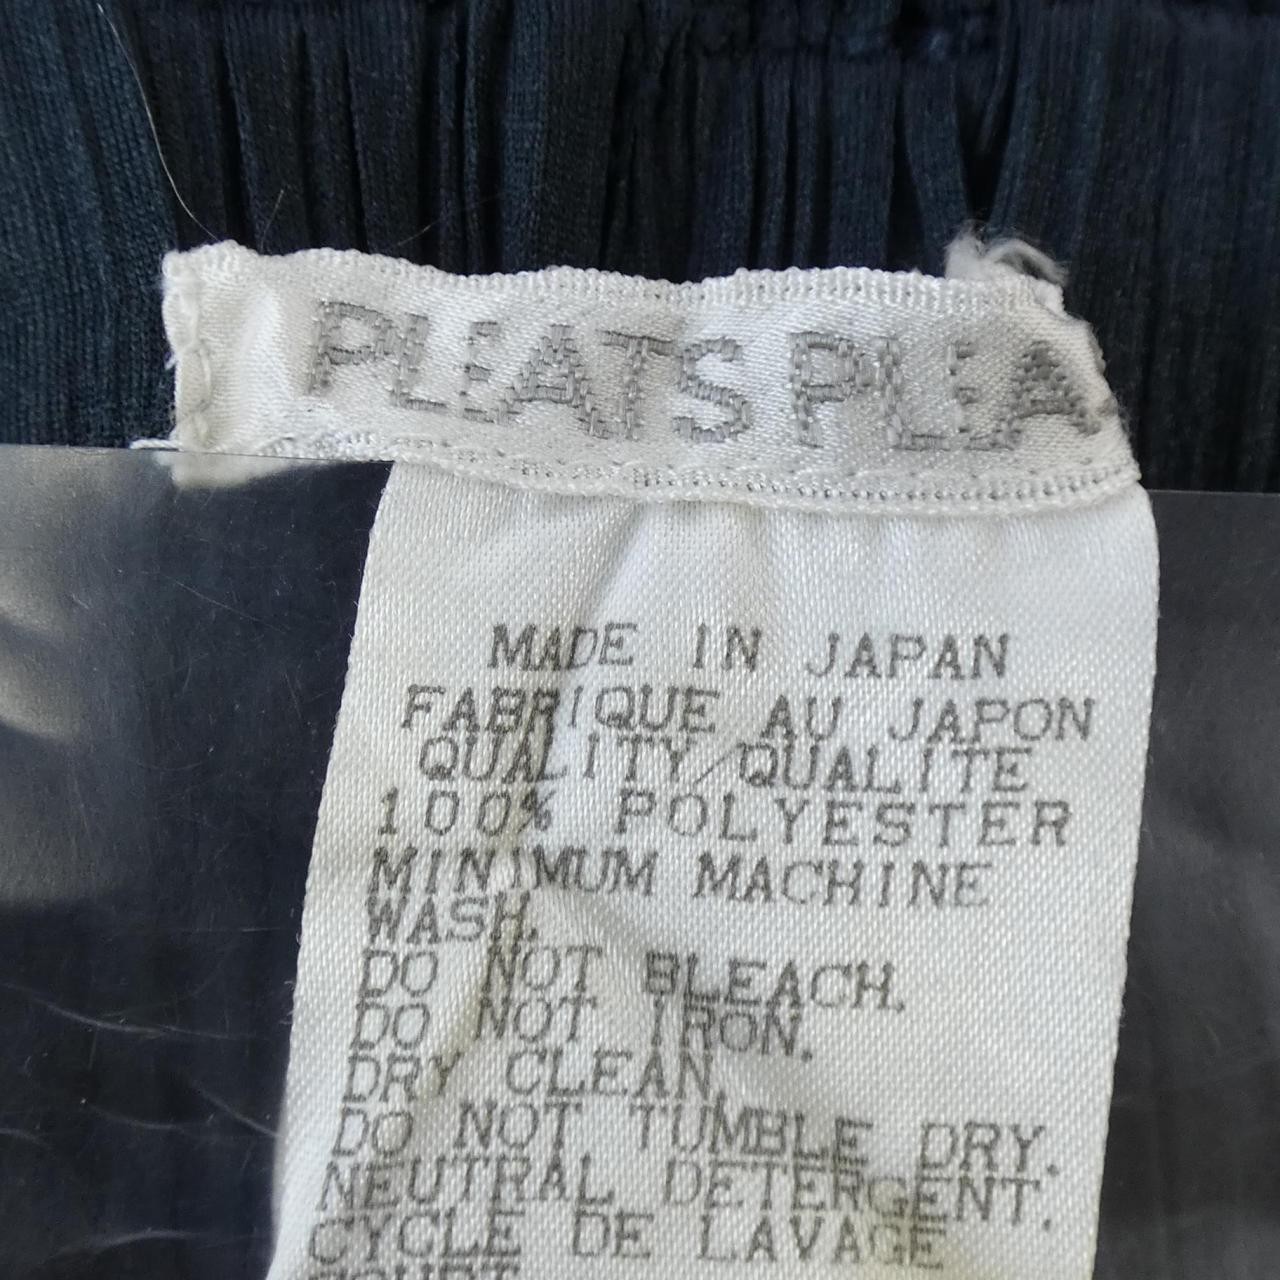 PLEATS PLEA
MADE IN JAPAN
FABRIQUE AU JAPON
QUALITY/QUALITE
100% POLYESTER
MINIMUM MACHINE
WASH.
DO NOT BLEACH.
DO NOT IRON.
DRY CLEAN.
DO NOT TUMBLE DRY.
NEUTRAL DETERGENT.
CYCLE DE LAVAGE